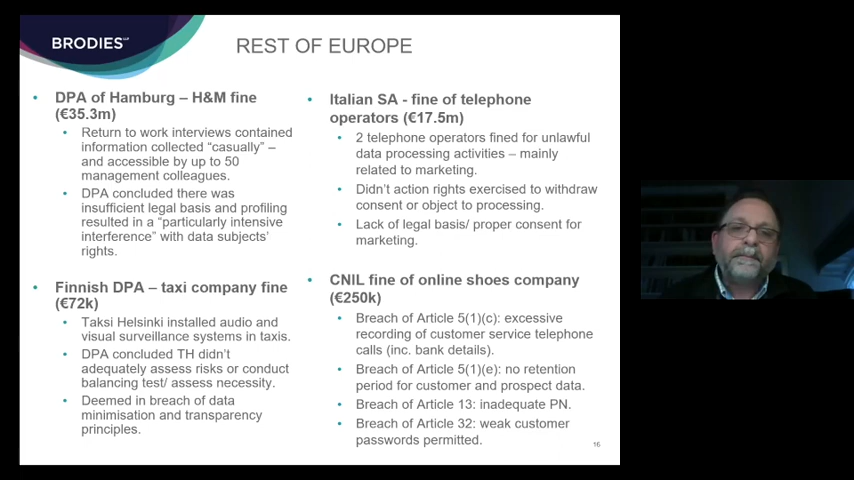 BRODIES LLP
REST OF EUROPE
• DPA of Hamburg – H&M fine
(€35.3m)
• Return to work interviews contained
information collected “casually” –
and accessible by up to 50
management colleagues.
• DPA concluded there was
insufficient legal basis and profiling
resulted in a “particularly intensive
interference” with data subjects’
rights.
• Finnish DPA – taxi company fine
(€72k)
• Taksi Helsinki installed audio and
visual surveillance systems in taxis.
• DPA concluded TH didn’t
adequately assess risks or conduct
balancing test/ assess necessity.
• Deemed in breach of data
minimisation and transparency
principles.
• Italian SA - fine of telephone
operators (€17.5m)
• 2 telephone operators fined for unlawful
data processing activities – mainly
related to marketing.
• Didn’t action rights exercised to withdraw
consent or object to processing.
• Lack of legal basis/ proper consent for
marketing.
• CNIL fine of online shoes company
(€250k)
• Breach of Article 5(1)(c): excessive
recording of customer service telephone
calls (inc. bank details).
• Breach of Article 5(1)(e): no retention
period for customer and prospect data.
• Breach of Article 13: inadequate PN.
• Breach of Article 32: weak customer
passwords permitted.
16